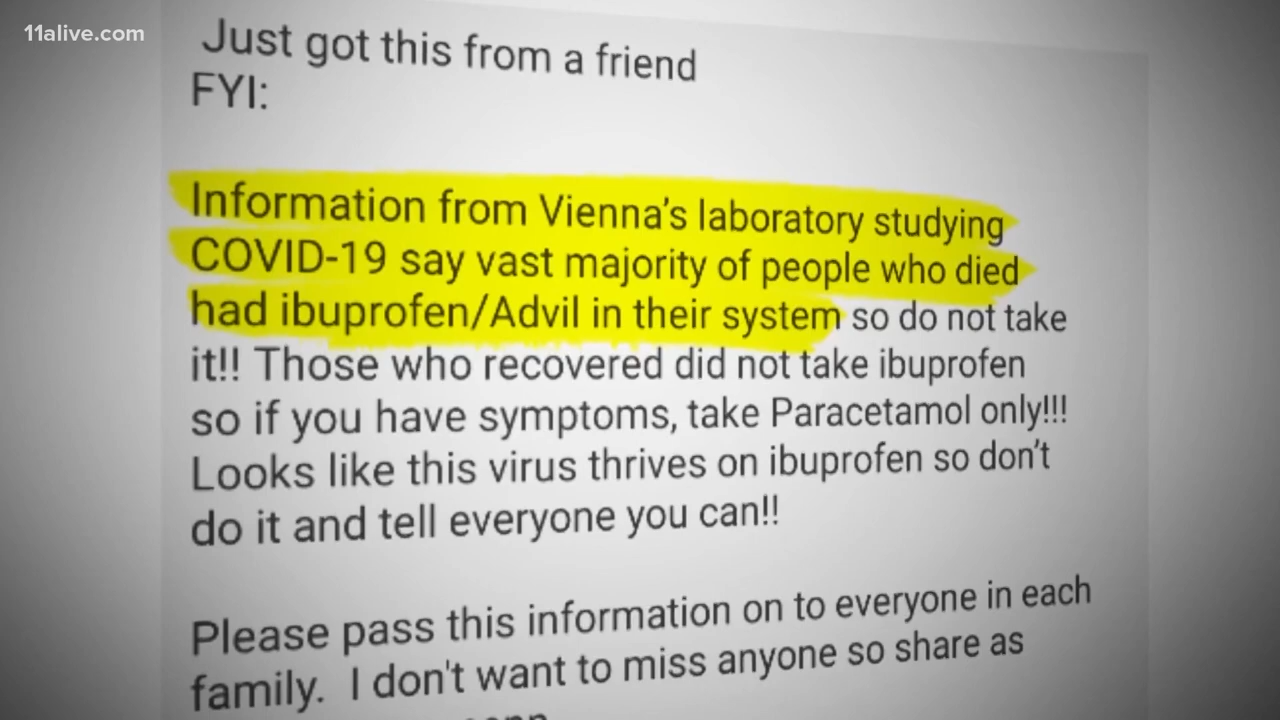 11alive.com
Just got this from a friend
FYI:
Information from Vienna's laboratory studying
COVID-19 say vast majority of people who died
had ibuprofen/Advil in their system so do not take
it!! Those who recovered did not take ibuprofen
so if you have symptoms, take Paracetamol only!!!
Looks like this virus thrives on ibuprofen so don't
do it and tell everyone you can!!
Please pass this information on to everyone in each
family.  I don't want to miss anyone so share as